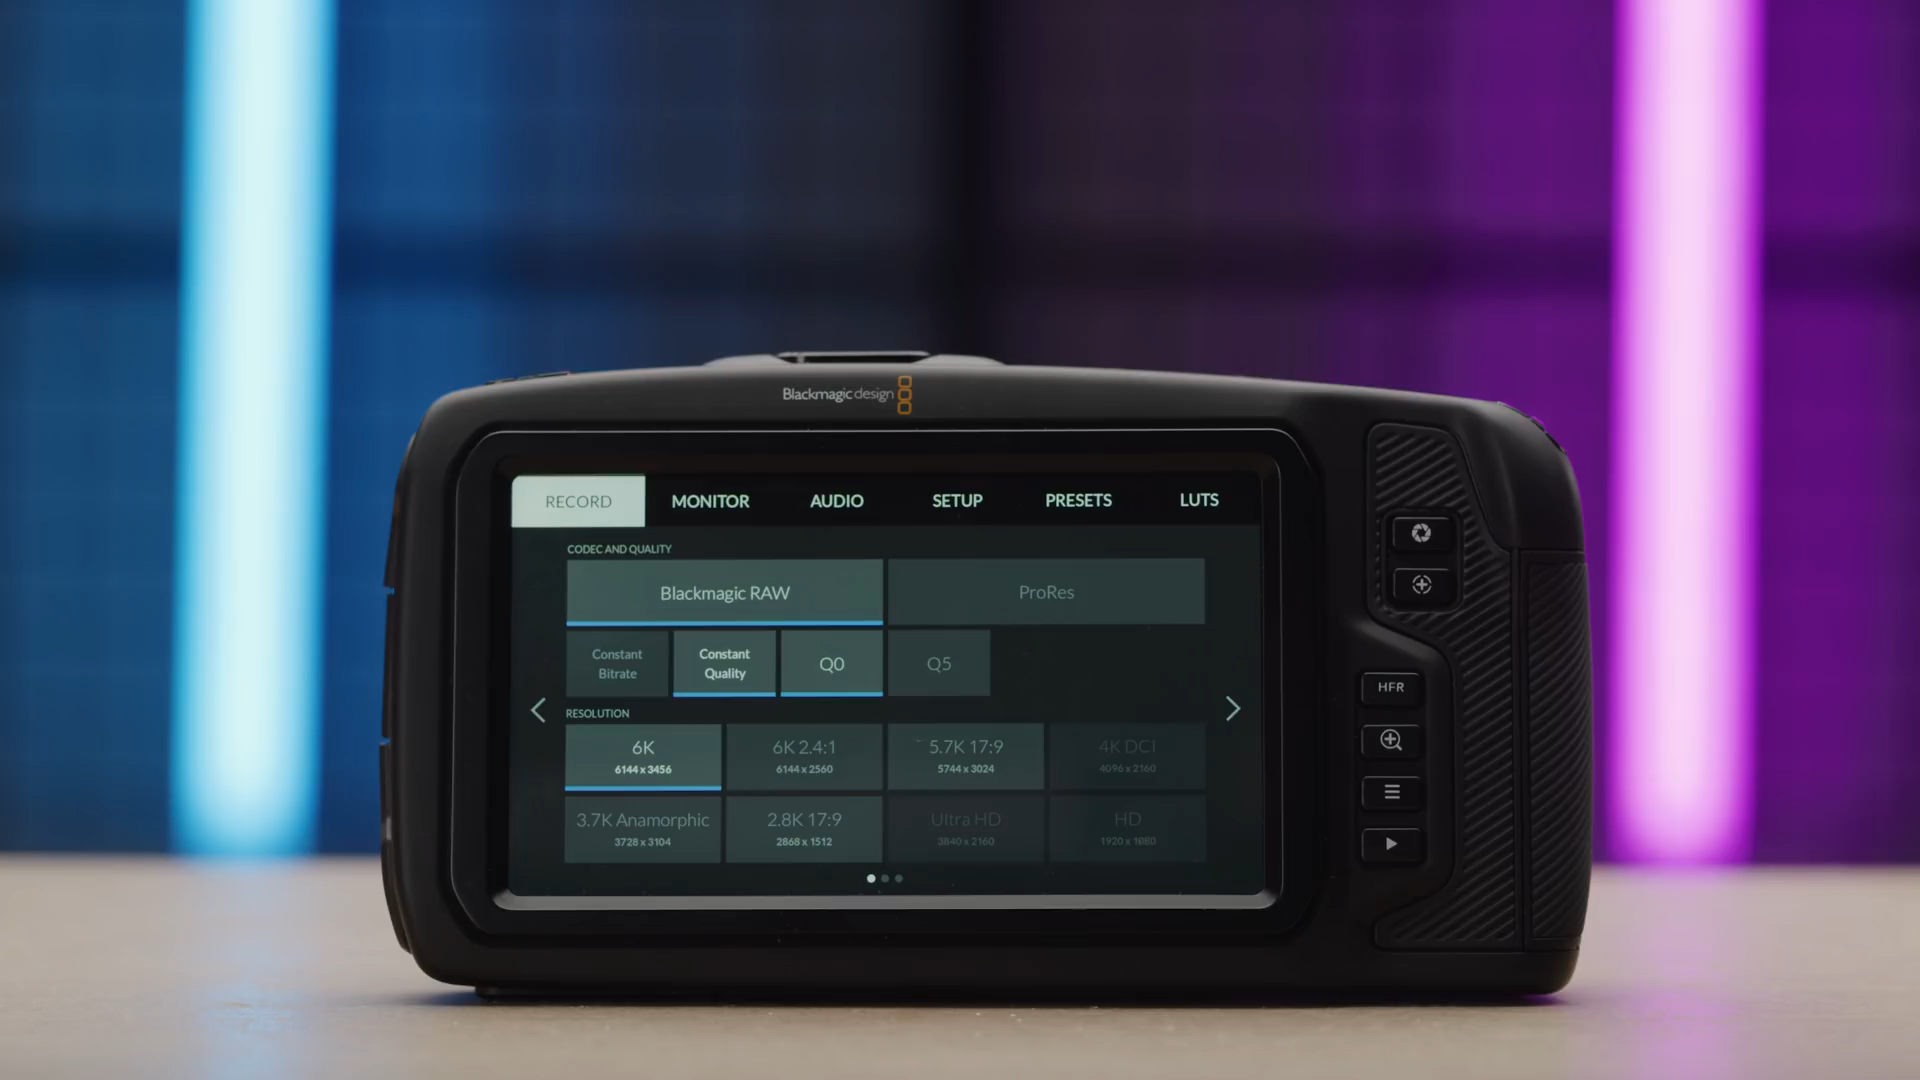 Blackmagicdesign
RECORD MONITOR AUDIO SETUP PRESETS LUTS
CODEC AND QUALITY
Blackmagic RAW ProRes
Constant Bitrate Constant Quality Q0 Q5
RESOLUTION
6K 6K 2.4:1 5.7K 17:9 4K DCI
6144 x 3456 6144 x 2560 5744 x 3024 4096 x 2160
3.7K Anamorphic 2.8K 17:9 Ultra HD HD
3728 x 3104 2868 x 1512 3840 x 2160 1920 x 1080
HFR